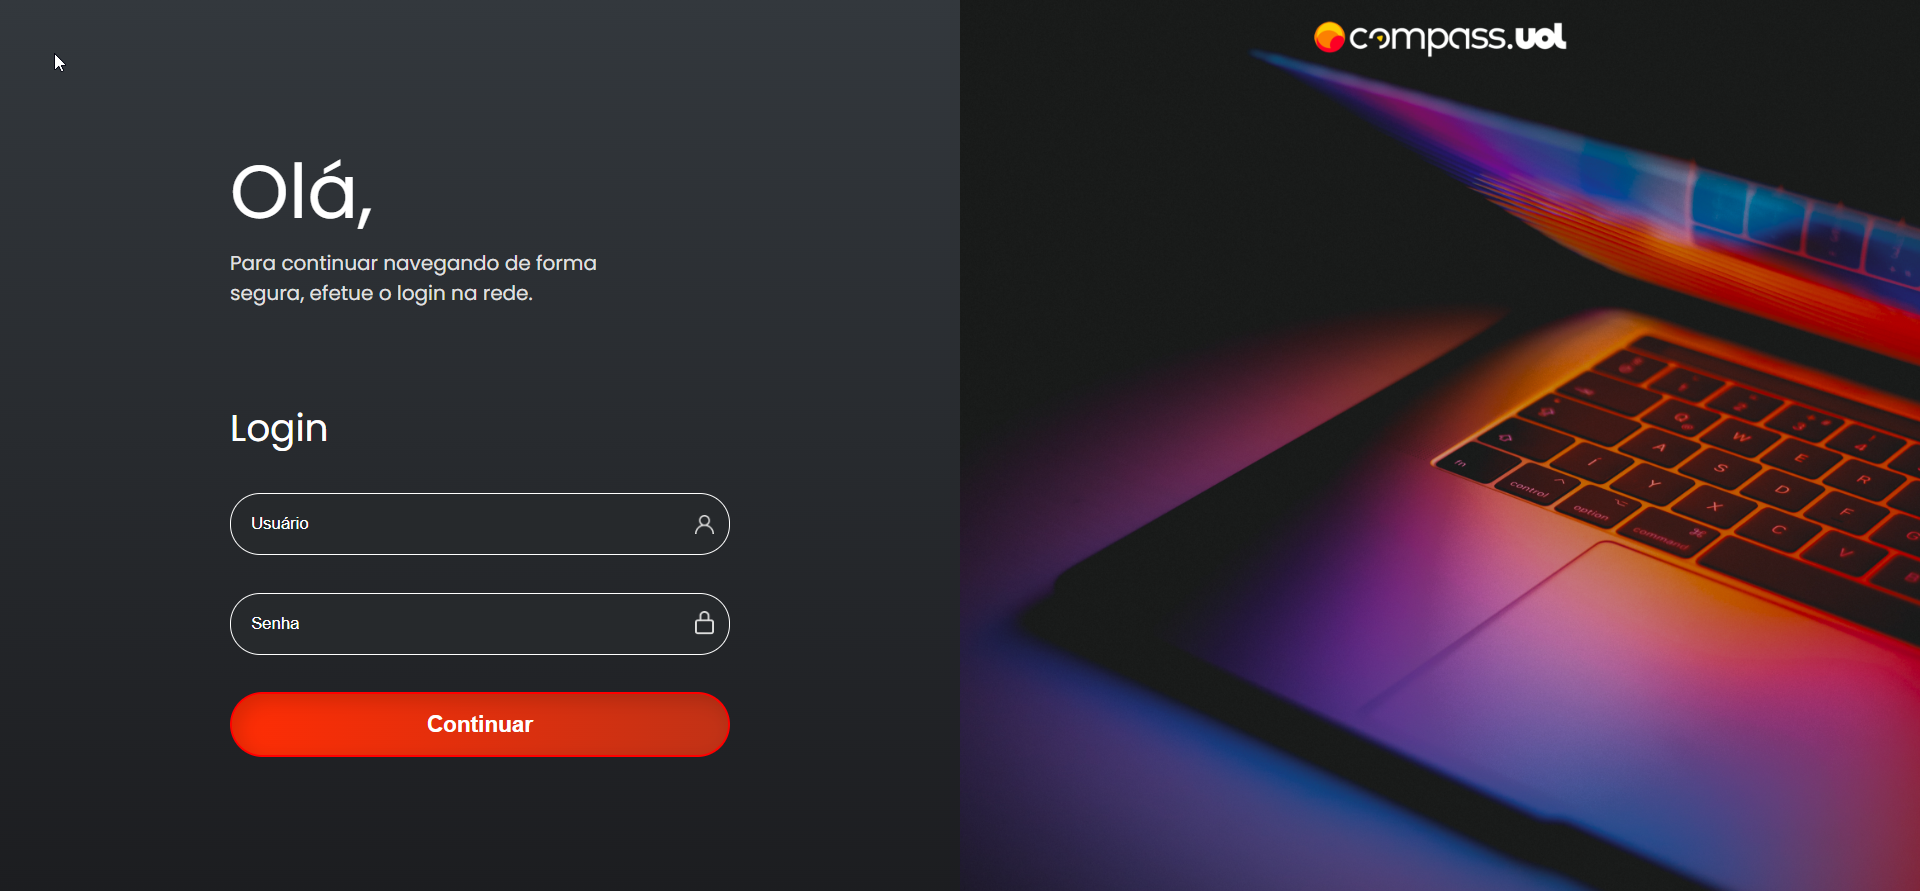 compass.uol
Olá,
Para continuar navegando de forma
segura, efetue o login na rede.
Login
Usuário
Senha
Continuar
Q W E R
A S D F
Y X C V
fn
control
option
command